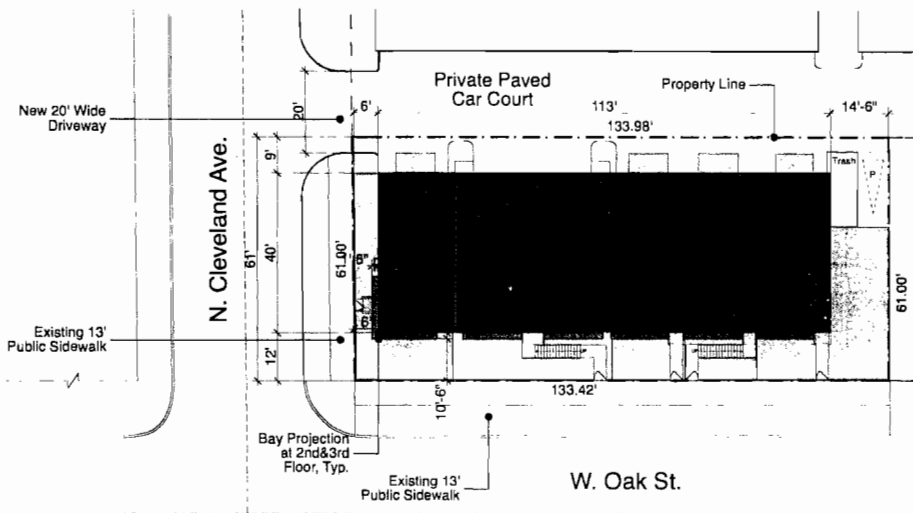 Private Paved
Car Court
Property Line
New 20' Wide
Driveway
20'
6'
113'
14'-6"
133.98'
N. Cleveland Ave.
9'
Trash
P
61'
40'
61.00'
6"
61.00'
Existing 13'
Public Sidewalk
6'
12'
10'-6"
133.42'
Bay Projection
at 2nd&3rd
Floor, Typ.
Existing 13'
Public Sidewalk
W. Oak St.